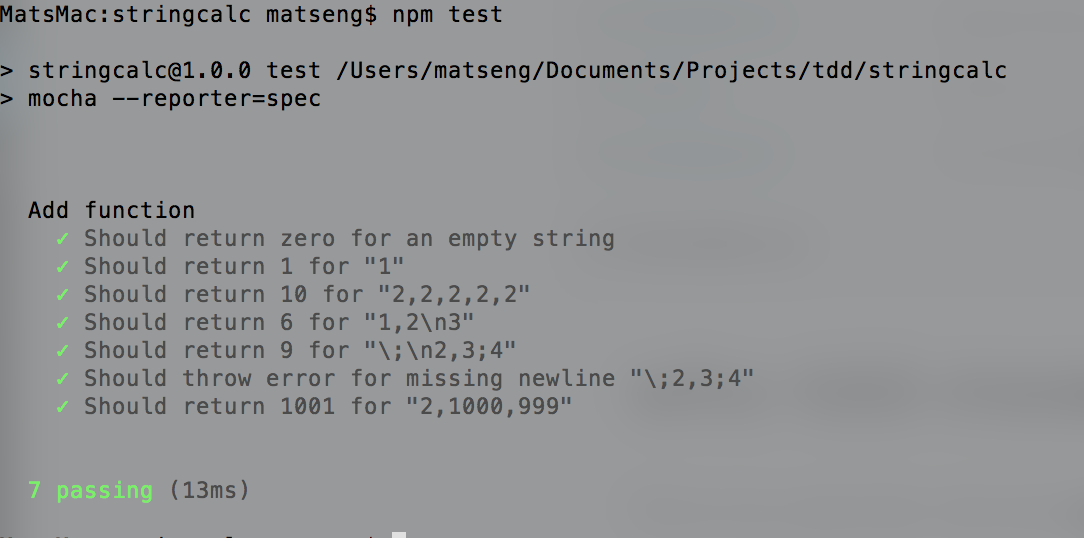 MatsMac:stringcalc matseng$ npm test
> stringcalc@1.0.0 test /Users/matseng/Documents/Projects/tdd/stringcalc
> mocha --reporter=spec
Add function
✓ Should return zero for an empty string
✓ Should return 1 for "1"
✓ Should return 10 for "2,2,2,2,2"
✓ Should return 6 for "1,2\n3"
✓ Should return 9 for "\;\n2,3;4"
✓ Should throw error for missing newline "\;2,3;4"
✓ Should return 1001 for "2,1000,999"
7 passing (13ms)